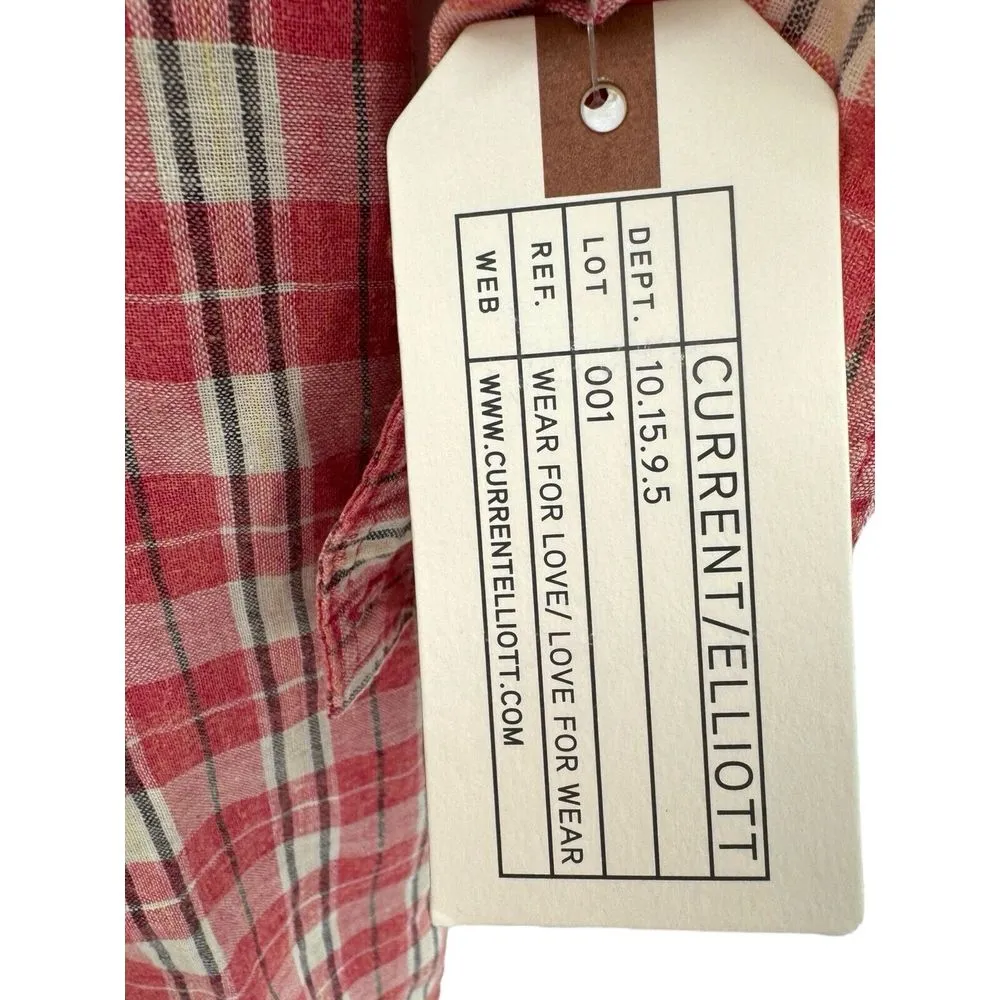 CURRENT/ELLIOTT
DEPT. 10.15.9.5
LOT 001
REF. WEAR FOR LOVE/ LOVE FOR WEAR
WEB WWW.CURRENTELLIOTT.COM